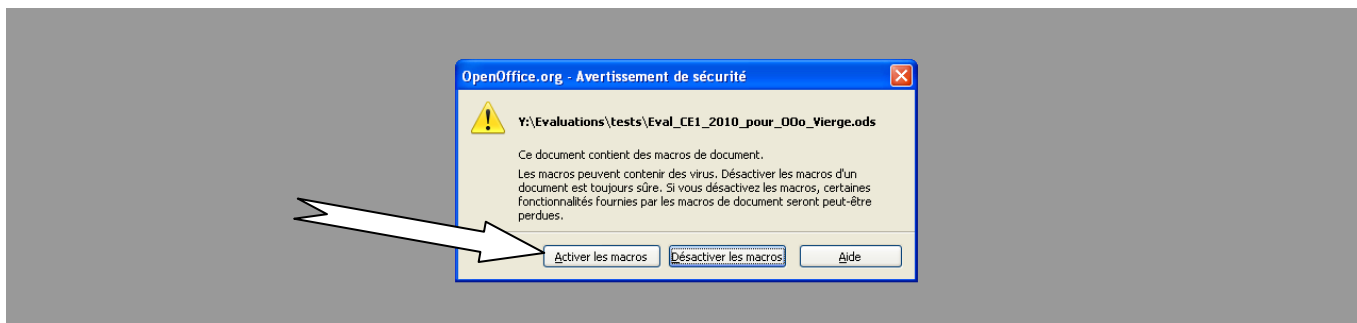 OpenOffice.org - Avertissement de sécurité
Y:\Evaluations\tests\Eval_CE1_2010_pour_OOo_Vierge.ods
Ce document contient des macros de document.
Les macros peuvent contenir des virus. Désactiver les macros d'un
document est toujours sûre. Si vous désactivez les macros, certaines
fonctionnalités fournies par les macros de document seront peut-être
perdues.
Activer les macros
Désactiver les macros
Aide